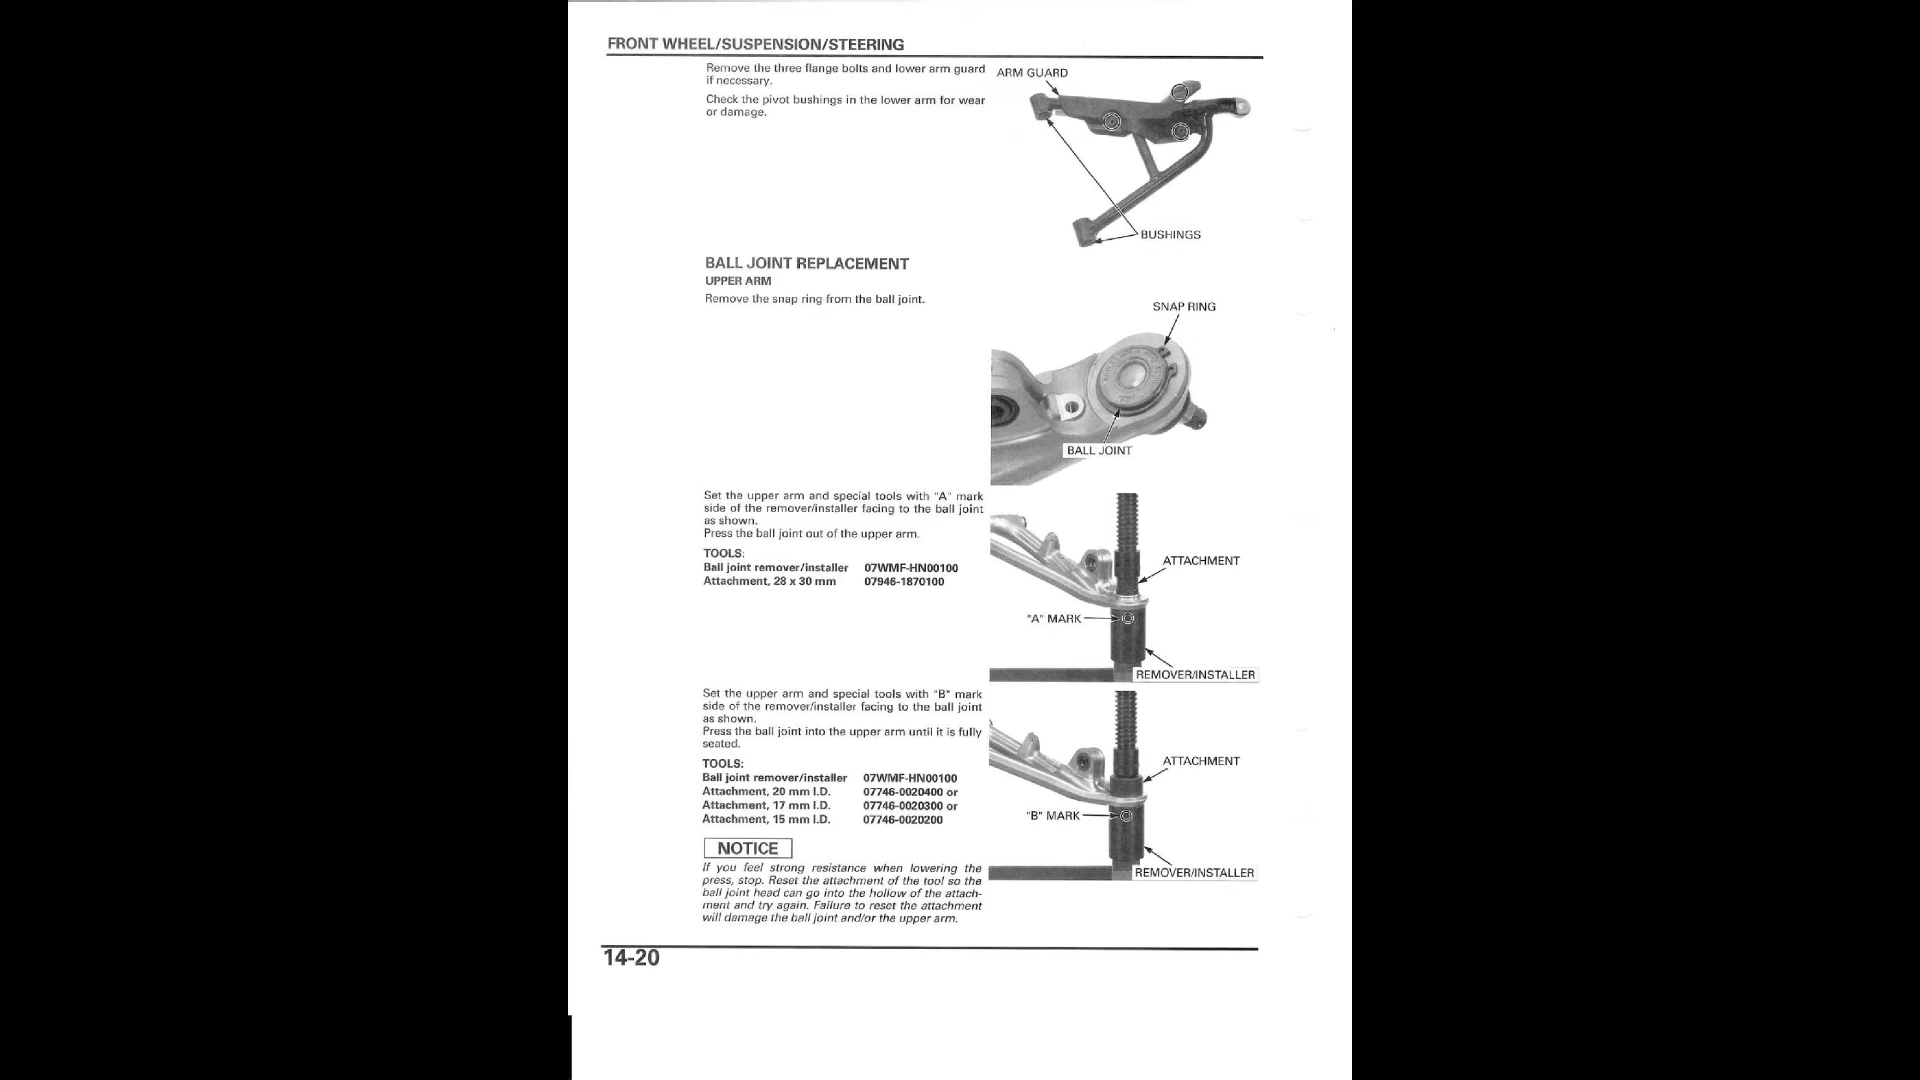 FRONT WHEEL/SUSPENSION/STEERING
Remove the three flange bolts and lower arm guard
if necessary.
Check the pivot bushings in the lower arm for wear
or damage.
ARM GUARD
BUSHINGS
BALL JOINT REPLACEMENT
UPPER ARM
Remove the snap ring from the ball joint.
SNAP RING
BALL JOINT
Set the upper arm and special tools with "A" mark
side of the remover/installer facing to the ball joint
as shown.
Press the ball joint out of the upper arm.
TOOLS:
Ball joint remover/installer 07WMF-HN00100
Attachment, 28 x 30 mm 07946-1870100
ATTACHMENT
"A" MARK
REMOVER/INSTALLER
Set the upper arm and special tools with "B" mark
side of the remover/installer facing to the ball joint
as shown.
Press the ball joint into the upper arm until it is fully
seated.
TOOLS:
Ball joint remover/installer 07WMF-HN00100
Attachment, 20 mm I.D. 07746-0020400 or
Attachment, 17 mm I.D. 07746-0020300 or
Attachment, 15 mm I.D. 07746-0020200
ATTACHMENT
"B" MARK
REMOVER/INSTALLER
NOTICE
If you feel strong resistance when lowering the
press, stop. Reset the attachment of the tool so the
ball joint head can go into the hollow of the attach-
ment and try again. Failure to reset the attachment
will damage the ball joint and/or the upper arm.
14-20